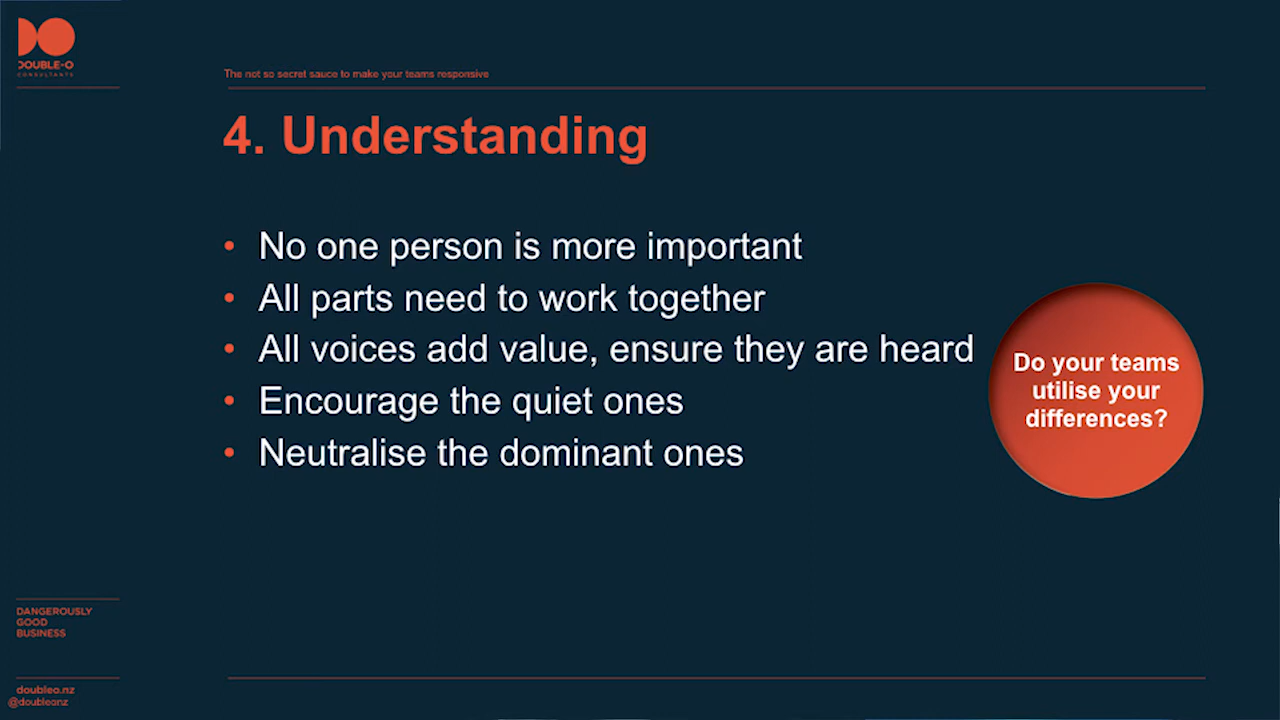 DOUBLE-O
CONSULTANTS
The not so secret sauce to make your teams responsive
4. Understanding
• No one person is more important
• All parts need to work together
• All voices add value, ensure they are heard
• Encourage the quiet ones
• Neutralise the dominant ones
Do your teams
utilise your
differences?
DANGEROUSLY
GOOD
BUSINESS
doubleo.nz
@doubleonz